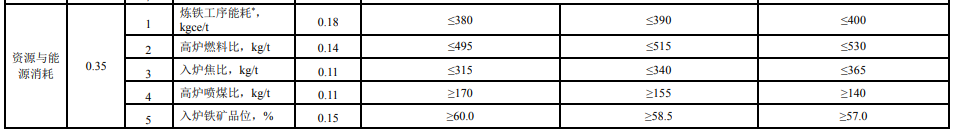 资源与能源消耗 0.35 1 炼铁工序能耗*，kgce/t 0.18 ≤380 ≤390 ≤400
2 高炉燃料比，kg/t 0.14 ≤495 ≤515 ≤530
3 入炉焦比，kg/t 0.11 ≤315 ≤340 ≤365
4 高炉喷煤比，kg/t 0.11 ≥170 ≥155 ≥140
5 入炉铁矿品位，% 0.15 ≥60.0 ≥58.5 ≥57.0